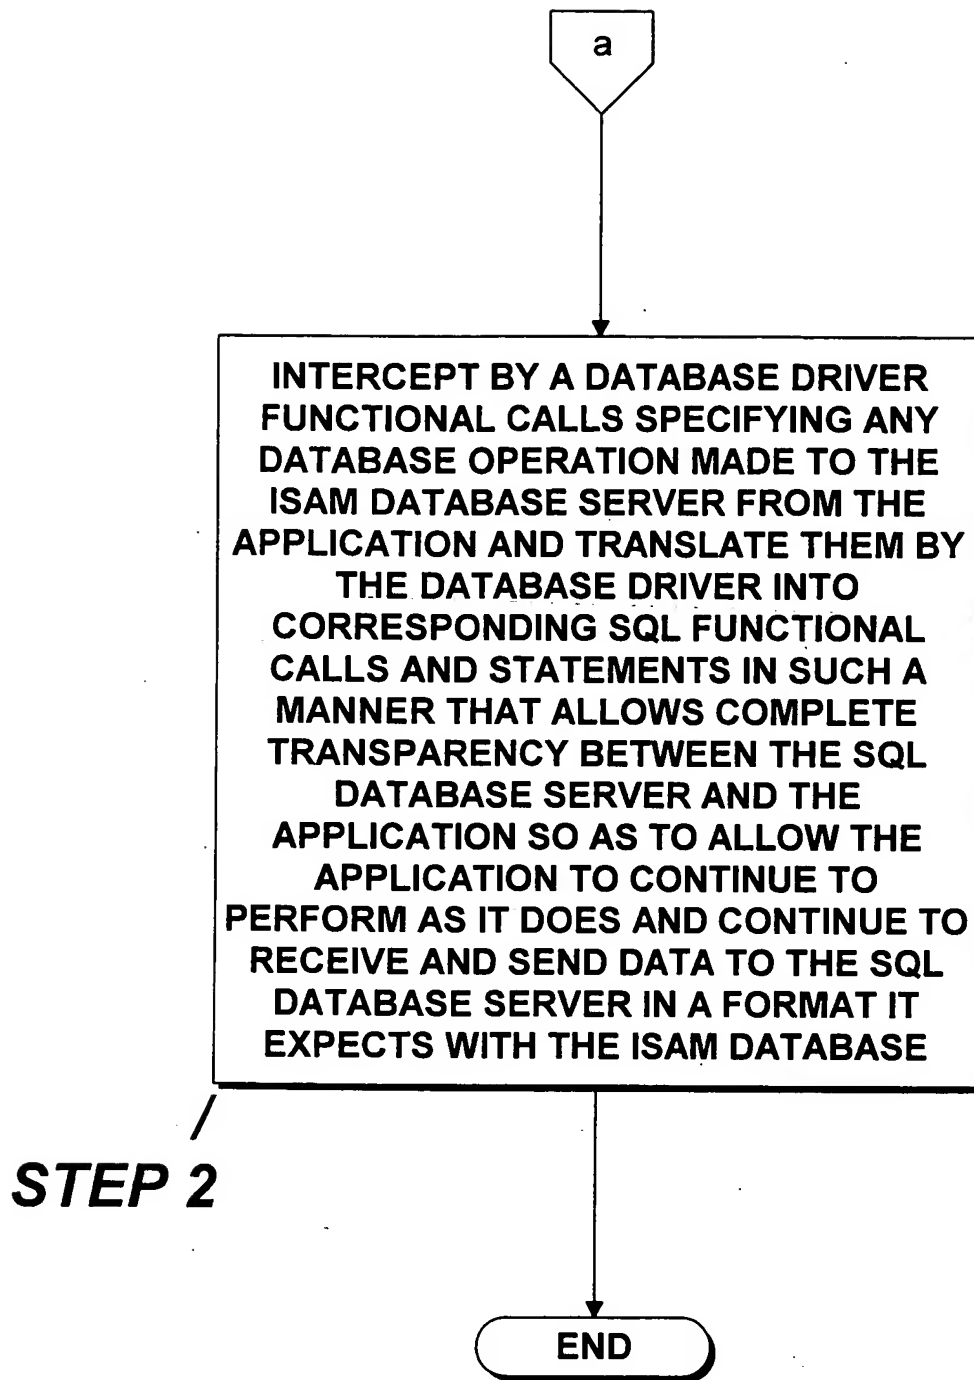 a
INTERCEPT BY A DATABASE DRIVER
FUNCTIONAL CALLS SPECIFYING ANY
DATABASE OPERATION MADE TO THE
ISAM DATABASE SERVER FROM THE
APPLICATION AND TRANSLATE THEM BY
THE DATABASE DRIVER INTO
CORRESPONDING SQL FUNCTIONAL
CALLS AND STATEMENTS IN SUCH A
MANNER THAT ALLOWS COMPLETE
TRANSPARENCY BETWEEN THE SQL
DATABASE SERVER AND THE
APPLICATION SO AS TO ALLOW THE
APPLICATION TO CONTINUE TO
PERFORM AS IT DOES AND CONTINUE TO
RECEIVE AND SEND DATA TO THE SQL
DATABASE SERVER IN A FORMAT IT
EXPECTS WITH THE ISAM DATABASE
STEP 2
END